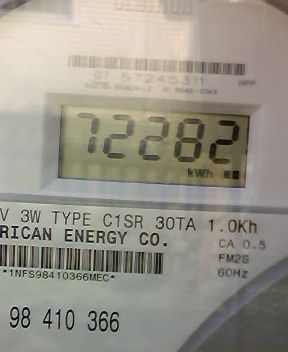 07 57245311
72282
kWh
V 3W TYPE C1SR 30TA 1.0Kh
RICAN ENERGY CO.
CA 0.5
FM2S
60Hz
*1NFS98410366MEC*
98 410 366